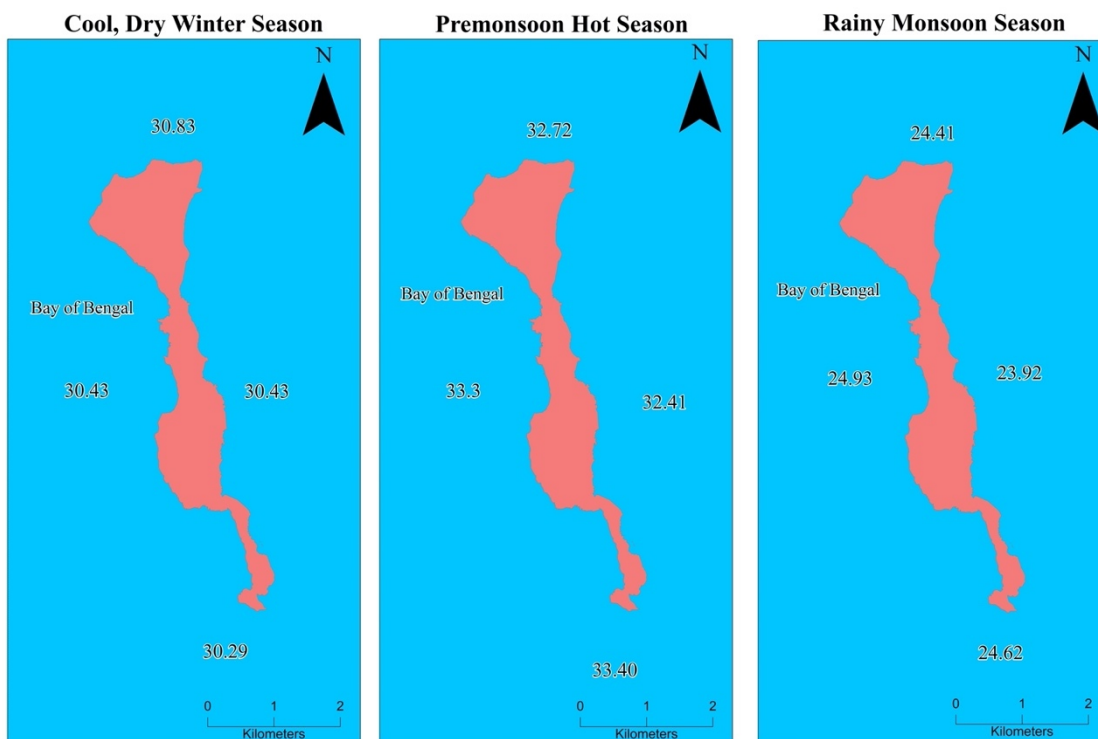 Cool, Dry Winter Season
N
30.83
Bay of Bengal
30.43
30.43
30.29
0
2
Kilometers
Premonsoon Hot Season
N
32.72
Bay of Bengal
33.3
32.41
33.40
0
1
2
Kilometers
Rainy Monsoon Season
N
24.41
Bay of Bengal
24.93
23.92
24.62
0
1
2
Kilometers